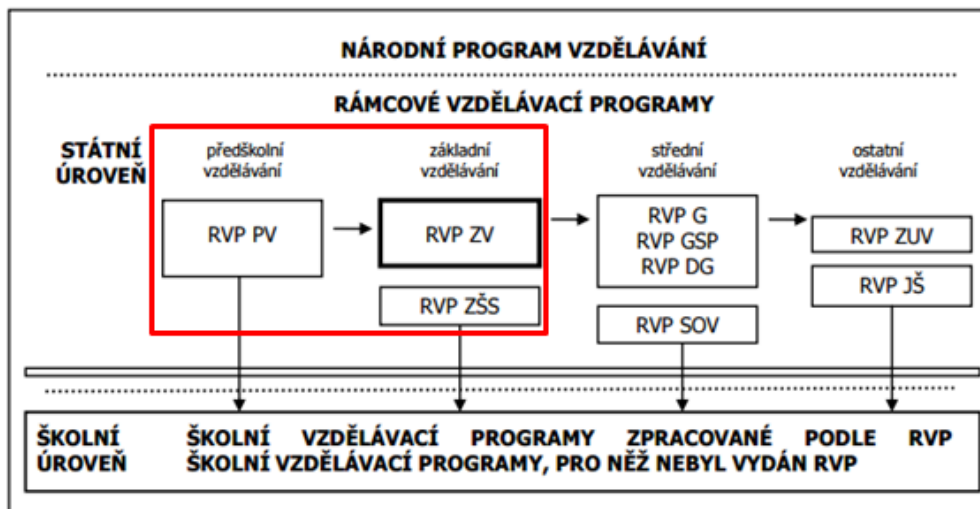 NÁRODNÍ PROGRAM VZDĚLÁVÁNÍ
RÁMCOVÉ VZDĚLÁVACÍ PROGRAMY
STÁTNÍ
ÚROVEŇ
předškolní
vzdělávání
základní
vzdělávání
střední
vzdělávání
ostatní
vzdělávání
RVP PV
RVP ZV
RVP ZŠS
RVP G
RVP GSP
RVP DG
RVP SOV
RVP ZUV
RVP JŠ
ŠKOLNÍ ŠKOLNÍ VZDĚLÁVACÍ PROGRAMY ZPRACOVANÉ PODLE RVP
ÚROVEŇ ŠKOLNÍ VZDĚLÁVACÍ PROGRAMY, PRO NĚŽ NEBYL VYDÁN RVP